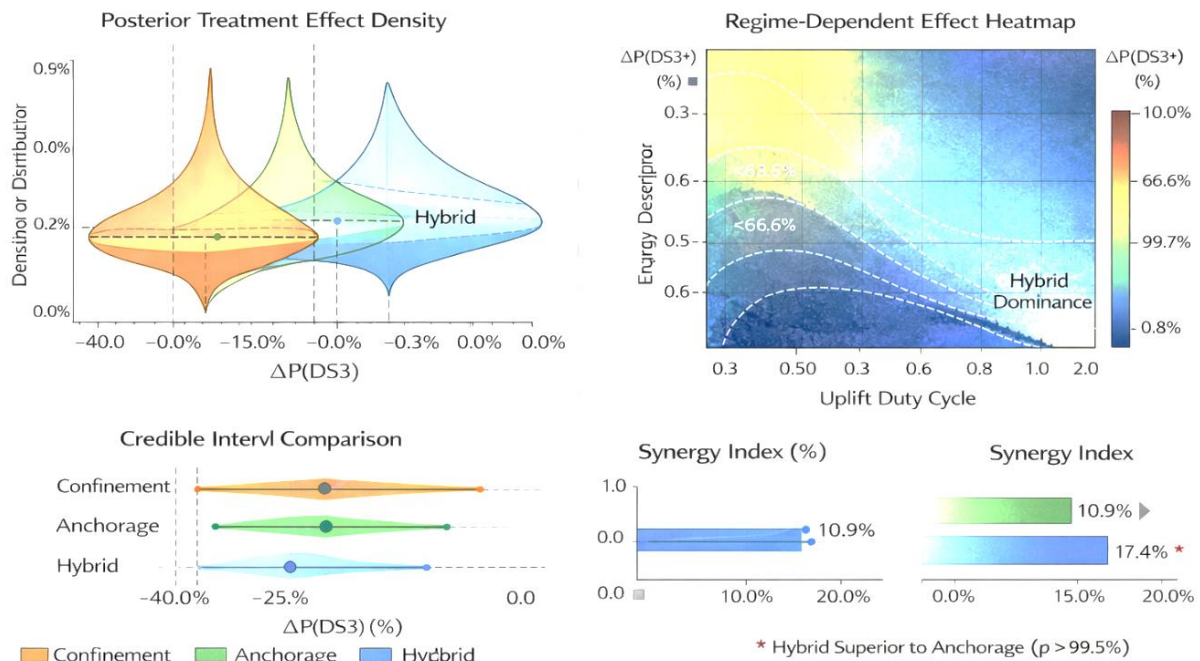 Posterior Treatment Effect Density
0.9%
0.0%
0.2%
0.0%
Densinol or Dsrributior
Hybrid
−40.0 −0.0% −15.0% −0.0% −0.3% 0.0% 0.0%
ΔP(DS3)
Regime-Dependent Effect Heatmap
ΔP(DS3+)
(%)
0.3
0.6
0.5
0.6
Energy Deserpror
<66.6%
Hybrid
Dominance
0.3 0.50 0.3 0.6 0.8 1.0 2.0
Uplift Duty Cycle
ΔP(DS3+)
(%)
10.0%
66.6%
99.7%
0.8%
Credible Intervl Comparison
Confinement
Anchorage
Hybrid
−40.0% −25.% 0.0
ΔP(DS3) (%)
Confinement Anchorage Hybrid
Synergy Index (%)
1.0
0.0
0.0
10.9%
10.0% 20.0%
Synergy Index
10.9%
17.4% *
0.0% 15.0% 20.0%
* Hybrid Superior to Anchorage (p > 99.5%)